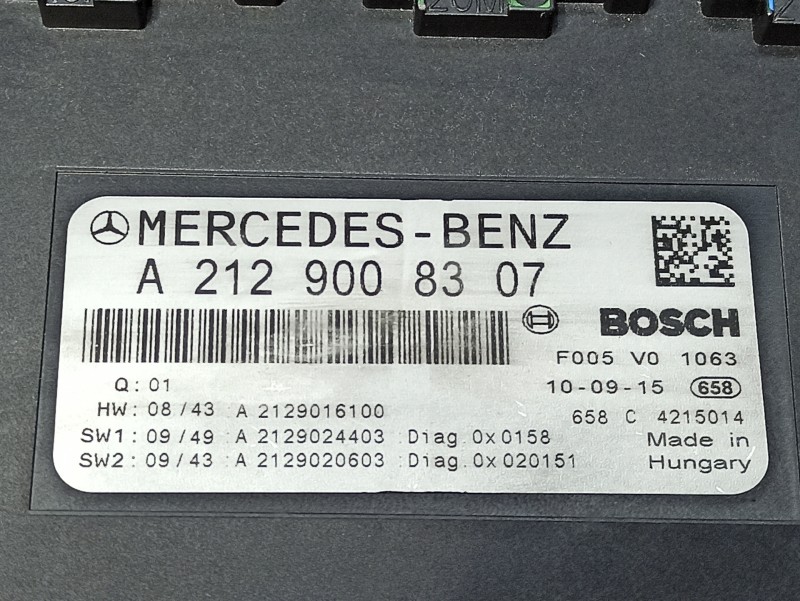 20M
MERCEDES-BENZ
A 212 900 83 07
BOSCH
F005 V0 1063
Q: 01
10-09-15 658
HW: 08/43 A 2129016100
658 C 4215014
SW1: 09/49 A 2129024403 Diag.0x0158
Made in
SW2: 09/43 A 2129020603 Diag.0x020151
Hungary